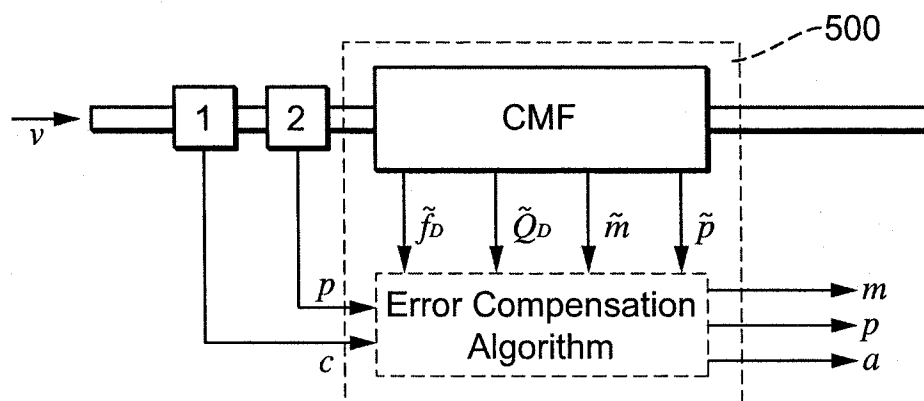 500
1
2
CMF
v
f̃D
Q̃D
m̃
p̃
p
Error Compensation
Algorithm
c
m
p
a